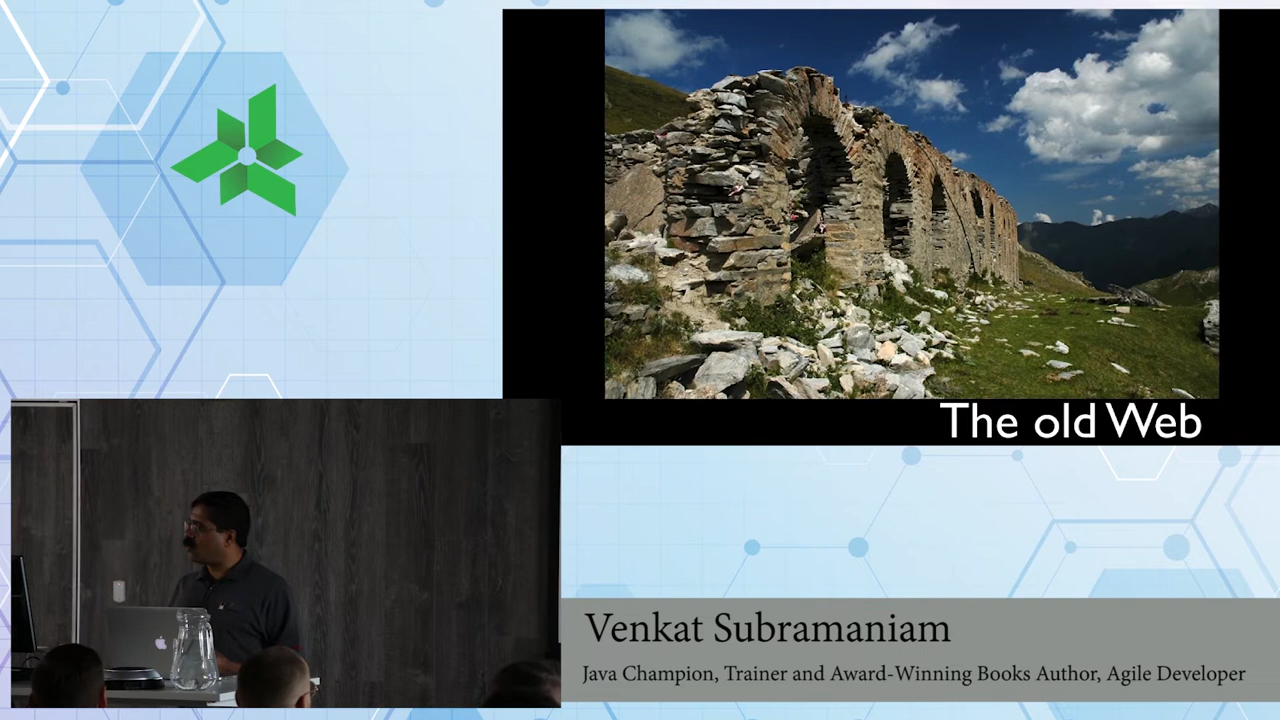 The old Web
Venkat Subramaniam
Java Champion, Trainer and Award-Winning Books Author, Agile Developer